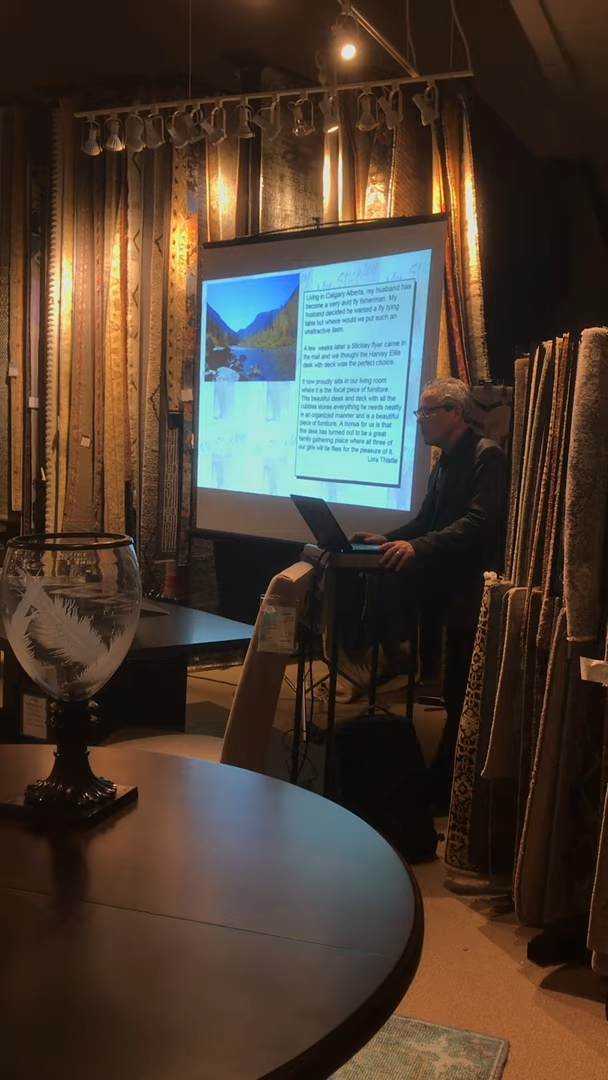 Living in Calgary Alberta, my husband has
become a very avid fly fisherman. My
husband decided he wanted a fly tying
table but where would we put such an
unattractive item.
A few weeks later a Stickley flyer came in
the mail and we thought the Harvey Ellis
desk with deck was the perfect choice.
It now proudly sits in our living room
where it is the focal piece of furniture.
This beautiful desk and deck with all the
cubbies stores everything he needs neatly
in an organized manner and is a beautiful
piece of furniture. A bonus for us is that
the desk has turned out to be a great
family gathering place where all three of
our girls will tie flies for the pleasure of it.
Lora Thistle